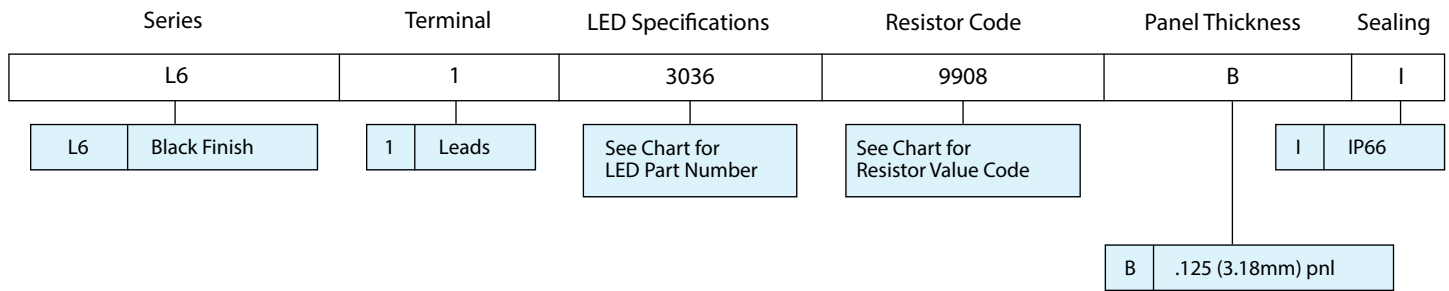 Series Terminal LED Specifications Resistor Code Panel Thickness Sealing
L6 1 3036 9908 B I
L6 Black Finish 1 Leads See Chart for LED Part Number See Chart for Resistor Value Code I IP66
B .125 (3.18mm) pnl